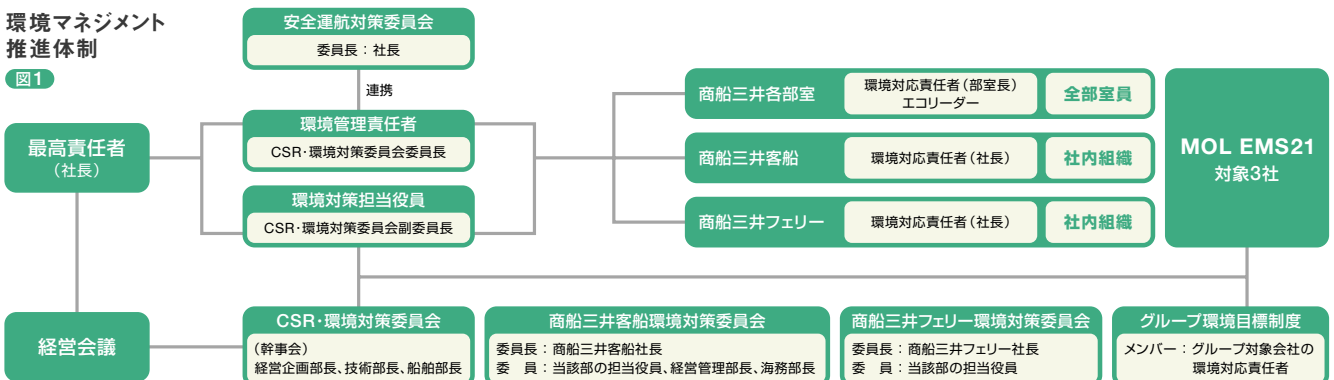 環境マネジメント
推進体制
図1
安全運航対策委員会
委員長：社長
連携
最高責任者
（社長）
環境管理責任者
CSR・環境対策委員会委員長
環境対策担当役員
CSR・環境対策委員会副委員長
商船三井各部室
環境対応責任者（部室長）
エコリーダー
全部室員
商船三井客船
環境対応責任者（社長）
社内組織
商船三井フェリー
環境対応責任者（社長）
社内組織
MOL EMS21
対象3社
経営会議
CSR・環境対策委員会
（幹事会）
経営企画部長、技術部長、船舶部長
商船三井客船環境対策委員会
委員長：商船三井客船社長
委　員：当該部の担当役員、経営管理部長、海務部長
商船三井フェリー環境対策委員会
委員長：商船三井フェリー社長
委　員：当該部の担当役員
グループ環境目標制度
メンバー：グループ対象会社の
環境対応責任者